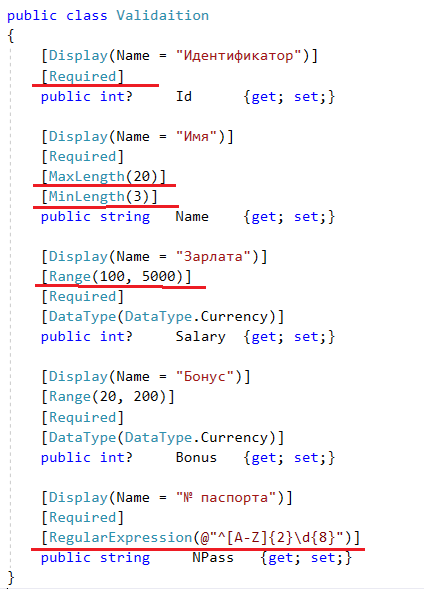 public class Validaition
{
[Display(Name = "Идентификатор")]
[Required]
public int? Id {get; set;}
[Display(Name = "Имя")]
[Required]
[MaxLength(20)]
[MinLength(3)]
public string Name {get; set;}
[Display(Name = "Зарлата")]
[Range(100, 5000)]
[Required]
[DataType(DataType.Currency)]
public int? Salary {get; set;}
[Display(Name = "Бонус")]
[Range(20, 200)]
[Required]
[DataType(DataType.Currency)]
public int? Bonus {get; set;}
[Display(Name = "№ паспорта")]
[Required]
[RegularExpression(@"^[A-Z]{2}\d{8}")]
public string NPass {get; set;}
}